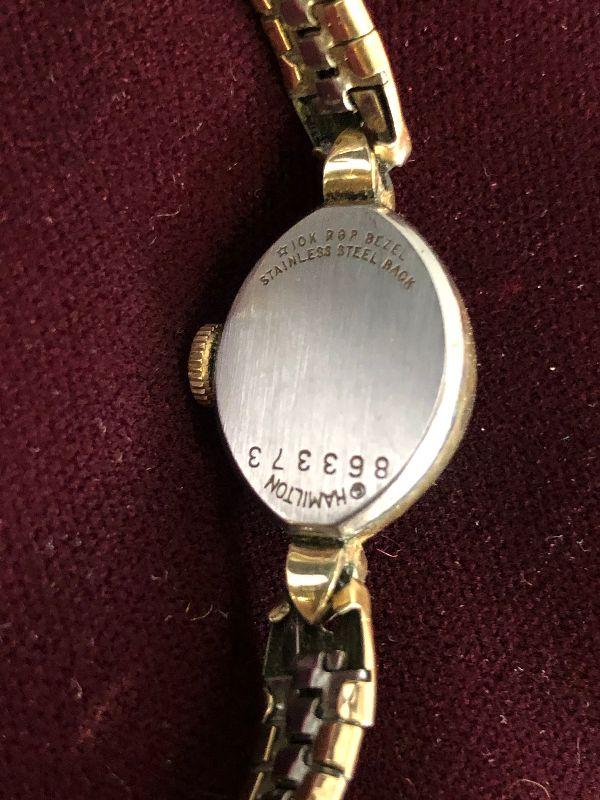 ☆10K RGP BEZEL
STAINLESS STEEL BACK
© HAMILTON
863373